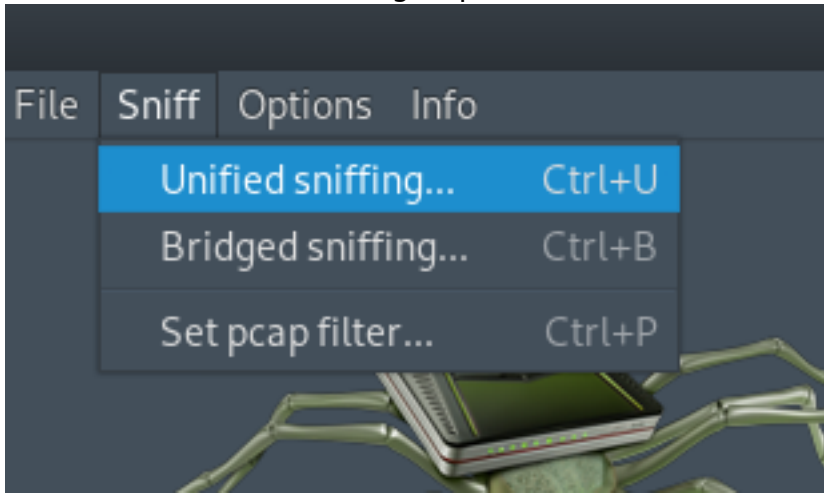 File Sniff Options Info
Unified sniffing... Ctrl+U
Bridged sniffing... Ctrl+B
Set pcap filter... Ctrl+P